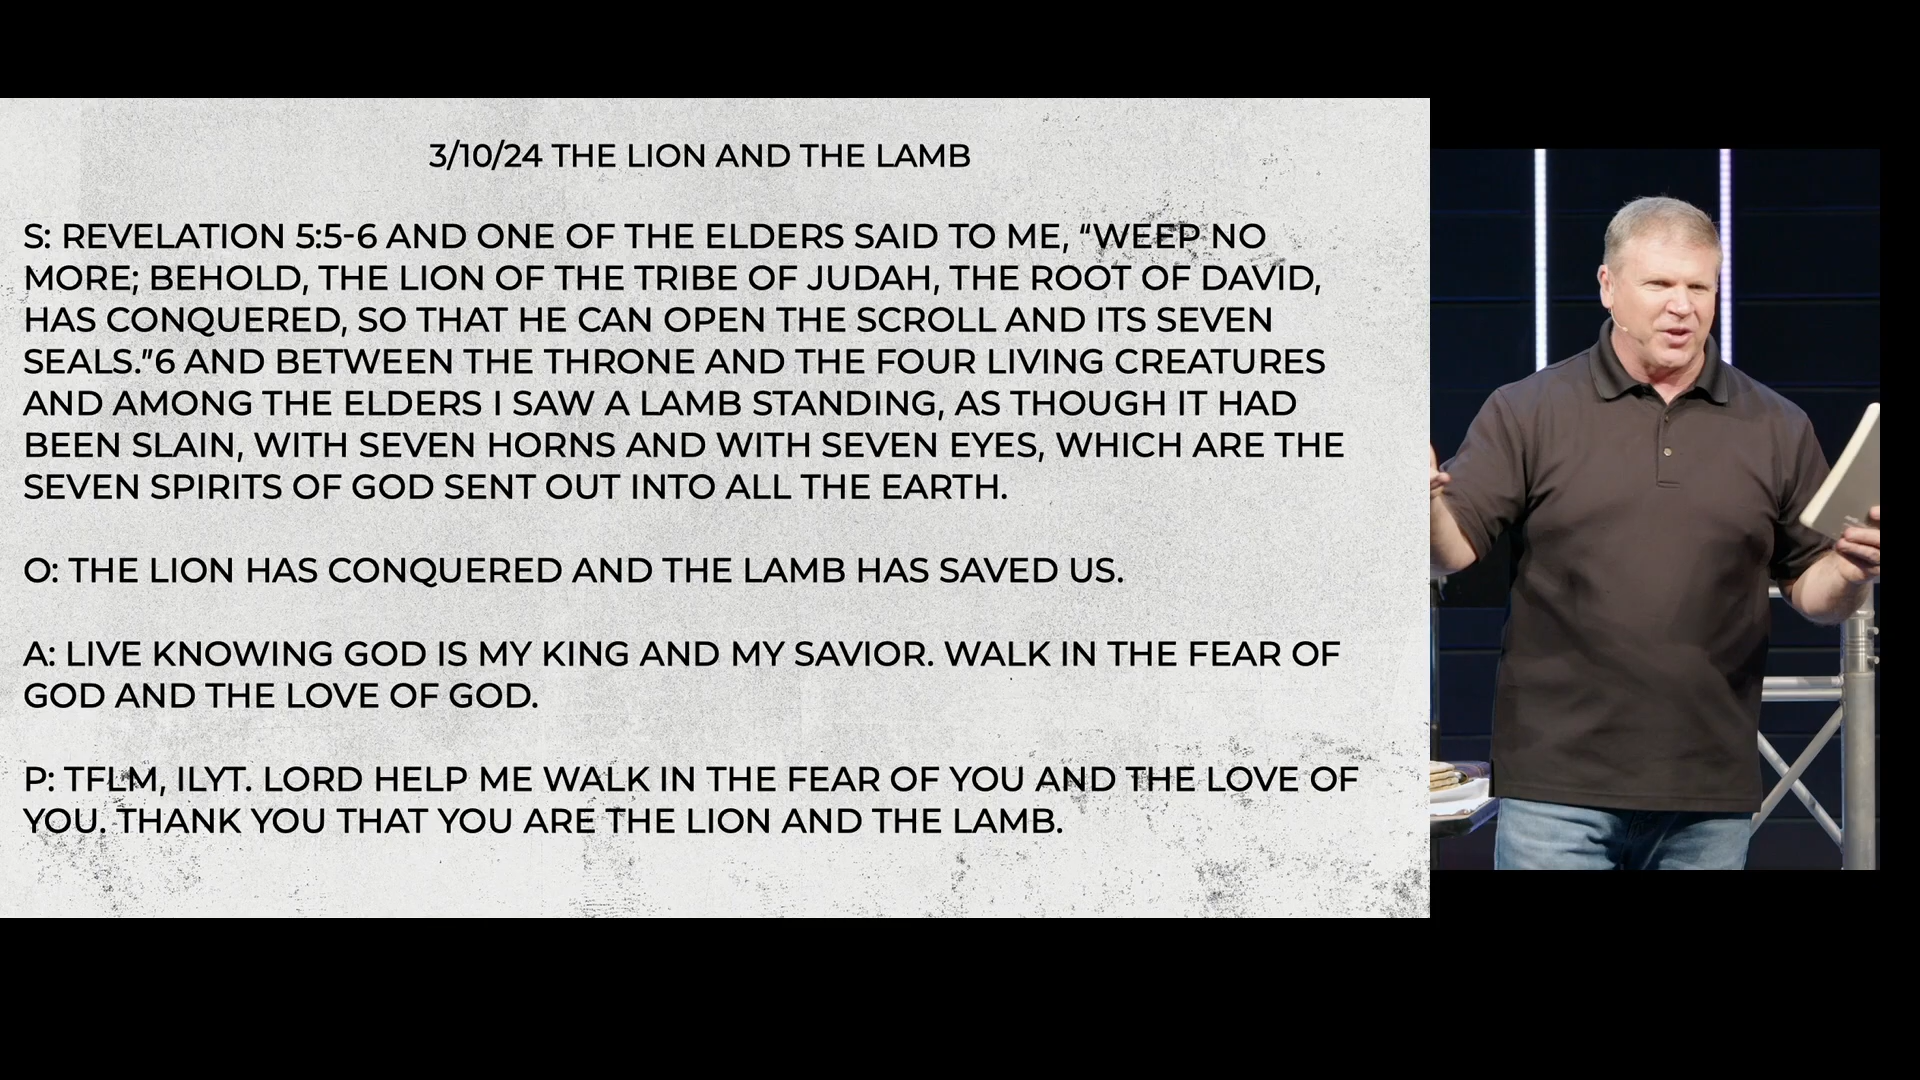 3/10/24 THE LION AND THE LAMB
S: REVELATION 5:5-6 AND ONE OF THE ELDERS SAID TO ME, “WEEP NO
MORE; BEHOLD, THE LION OF THE TRIBE OF JUDAH, THE ROOT OF DAVID,
HAS CONQUERED, SO THAT HE CAN OPEN THE SCROLL AND ITS SEVEN
SEALS."6 AND BETWEEN THE THRONE AND THE FOUR LIVING CREATURES
AND AMONG THE ELDERS I SAW A LAMB STANDING, AS THOUGH IT HAD
BEEN SLAIN, WITH SEVEN HORNS AND WITH SEVEN EYES, WHICH ARE THE
SEVEN SPIRITS OF GOD SENT OUT INTO ALL THE EARTH.
O: THE LION HAS CONQUERED AND THE LAMB HAS SAVED US.
A: LIVE KNOWING GOD IS MY KING AND MY SAVIOR. WALK IN THE FEAR OF
GOD AND THE LOVE OF GOD.
P: TFLM, ILYT. LORD HELP ME WALK IN THE FEAR OF YOU AND THE LOVE OF
YOU. THANK YOU THAT YOU ARE THE LION AND THE LAMB.